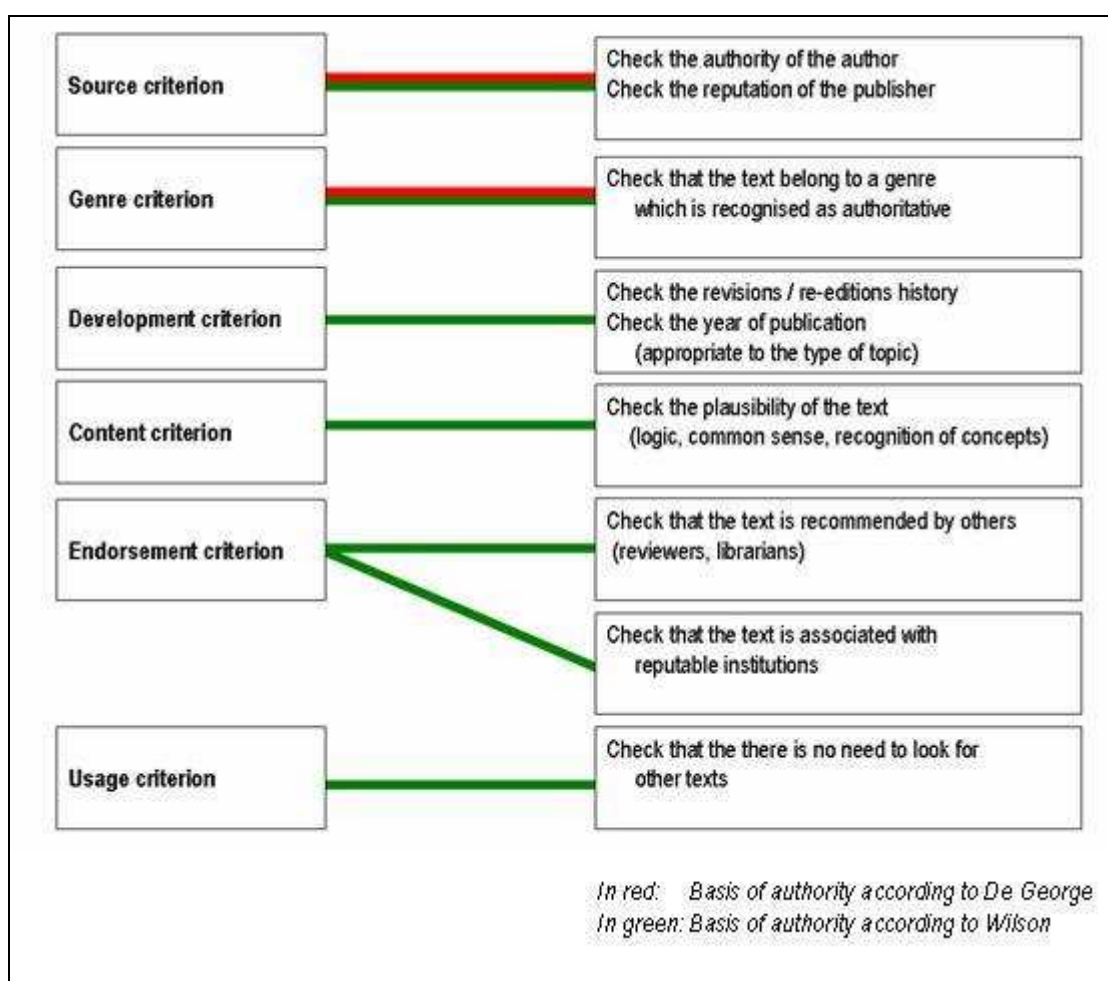 Source criterion
Check the authority of the author
Check the reputation of the publisher
Genre criterion
Check that the text belong to a genre
which is recognised as authoritative
Development criterion
Check the revisions / re-editions history
Check the year of publication
(appropriate to the type of topic)
Content criterion
Check the plausibility of the text
(logic, common sense, recognition of concepts)
Endorsement criterion
Check that the text is recommended by others
(reviewers, librarians)
Check that the text is associated with
reputable institutions
Usage criterion
Check that the there is no need to look for
other texts
In red: Basis of authority according to De George
In green: Basis of authority according to Wilson